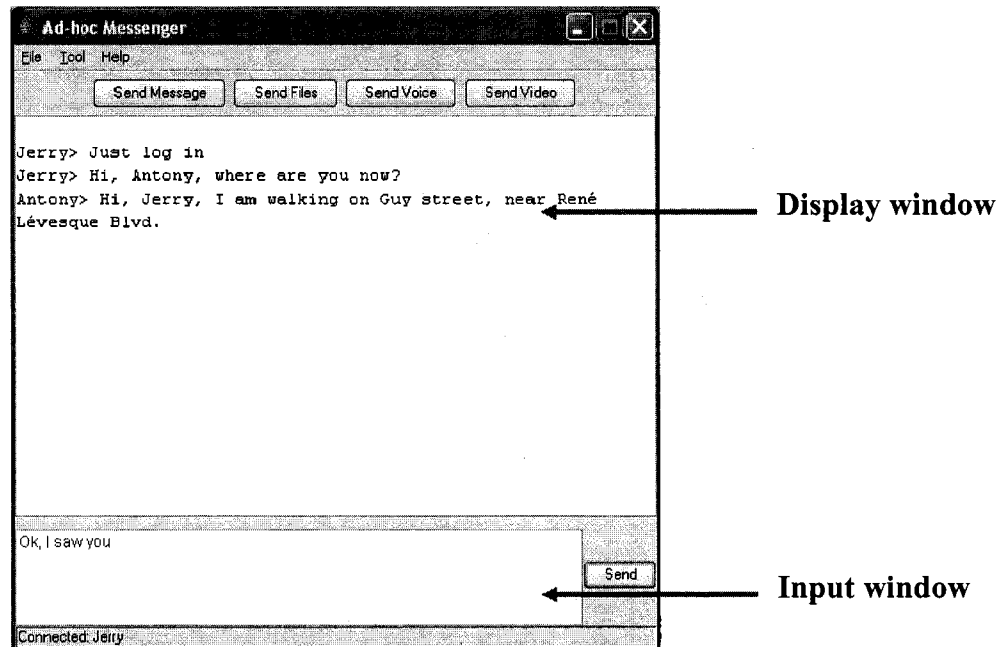 Ad-hoc Messenger
File Tool Help
Send Message Send Files Send Voice Send Video
Jerry> Just log in
Jerry> Hi, Antony, where are you now?
Antony> Hi, Jerry, I am walking on Guy street, near René
Lévesque Blvd.
Display window
Ok, I saw you
Send
Input window
Connected: Jerry